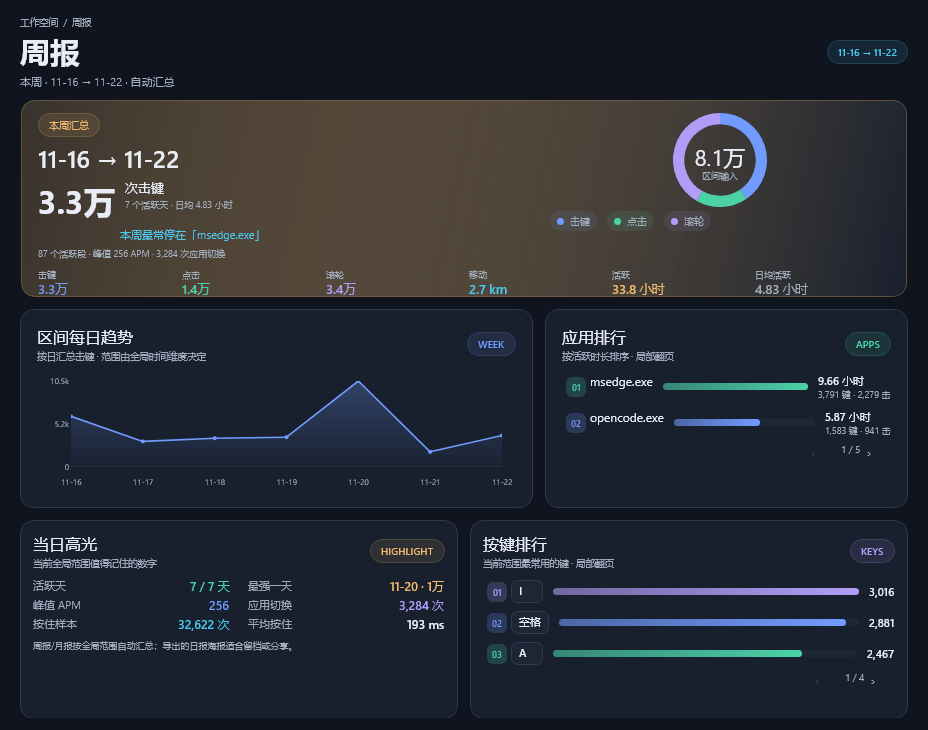 工作空间 / 周报
周报
本周 · 11-16 → 11-22 · 自动汇总
11-16 → 11-22
本周汇总
11-16 → 11-22
3.3万 次击键
7 个活跃天 · 日均 4.83 小时
本周最常停在「msedge.exe」
87 个活跃段 · 峰值 256 APM · 3,284 次应用切换
8.1万
区间输入
击键 点击 滚轮
击键 点击 滚轮 移动 活跃 日均活跃
3.3万 1.4万 3.4万 2.7 km 33.8 小时 4.83 小时
区间每日趋势
按日汇总击键 · 范围由全局时间维度决定
WEEK
10.5k
5.2k
0
11-16 11-17 11-18 11-19 11-20 11-21 11-22
应用排行
按活跃时长排序 · 局部翻页
APPS
01 msedge.exe 9.66 小时
3,791 键 · 2,279 击
02 opencode.exe 5.87 小时
1,583 键 · 941 击
‹ 1 / 5 ›
当日高光
当前全局范围值得记住的数字
HIGHLIGHT
活跃天 7 / 7 天 最强一天 11-20 · 1万
峰值 APM 256 应用切换 3,284 次
按住样本 32,622 次 平均按住 193 ms
周报/月报按全局范围自动汇总；导出的日报海报适合留档或分享。
按键排行
当前范围最常用的键 · 局部翻页
KEYS
01 I 3,016
02 空格 2,881
03 A 2,467
‹ 1 / 4 ›